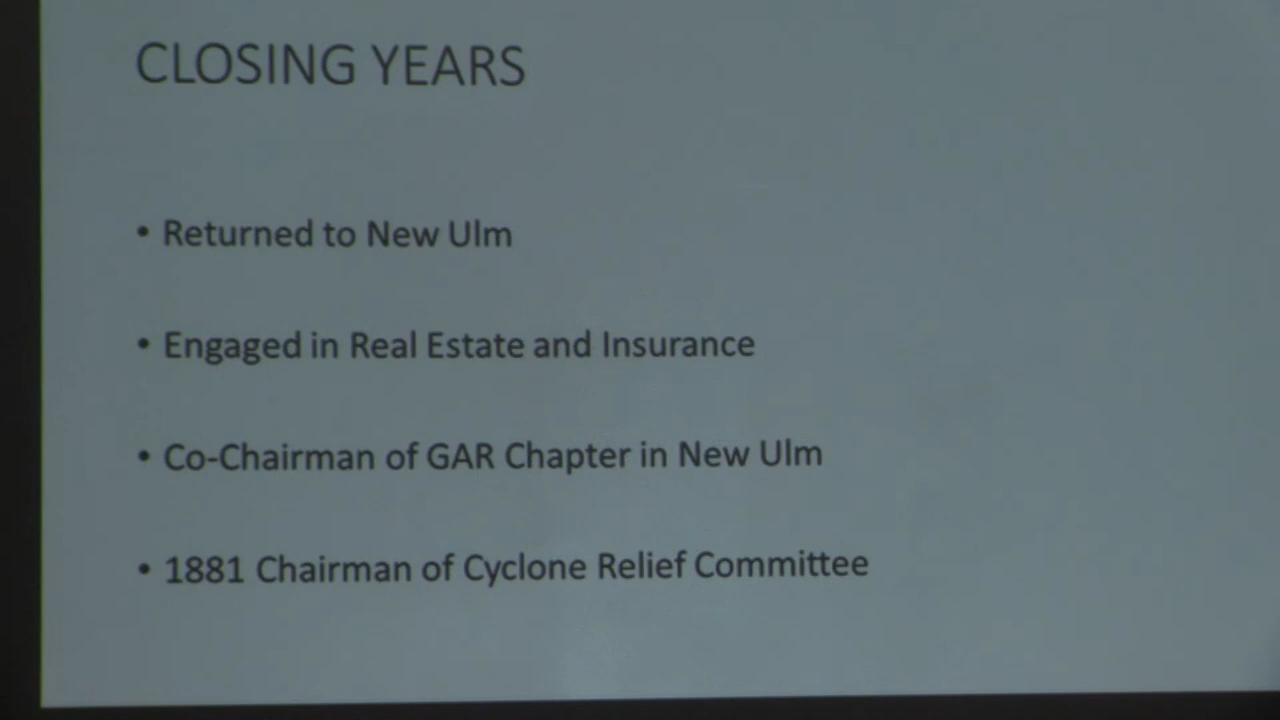 CLOSING YEARS
• Returned to New Ulm
• Engaged in Real Estate and Insurance
• Co-Chairman of GAR Chapter in New Ulm
• 1881 Chairman of Cyclone Relief Committee